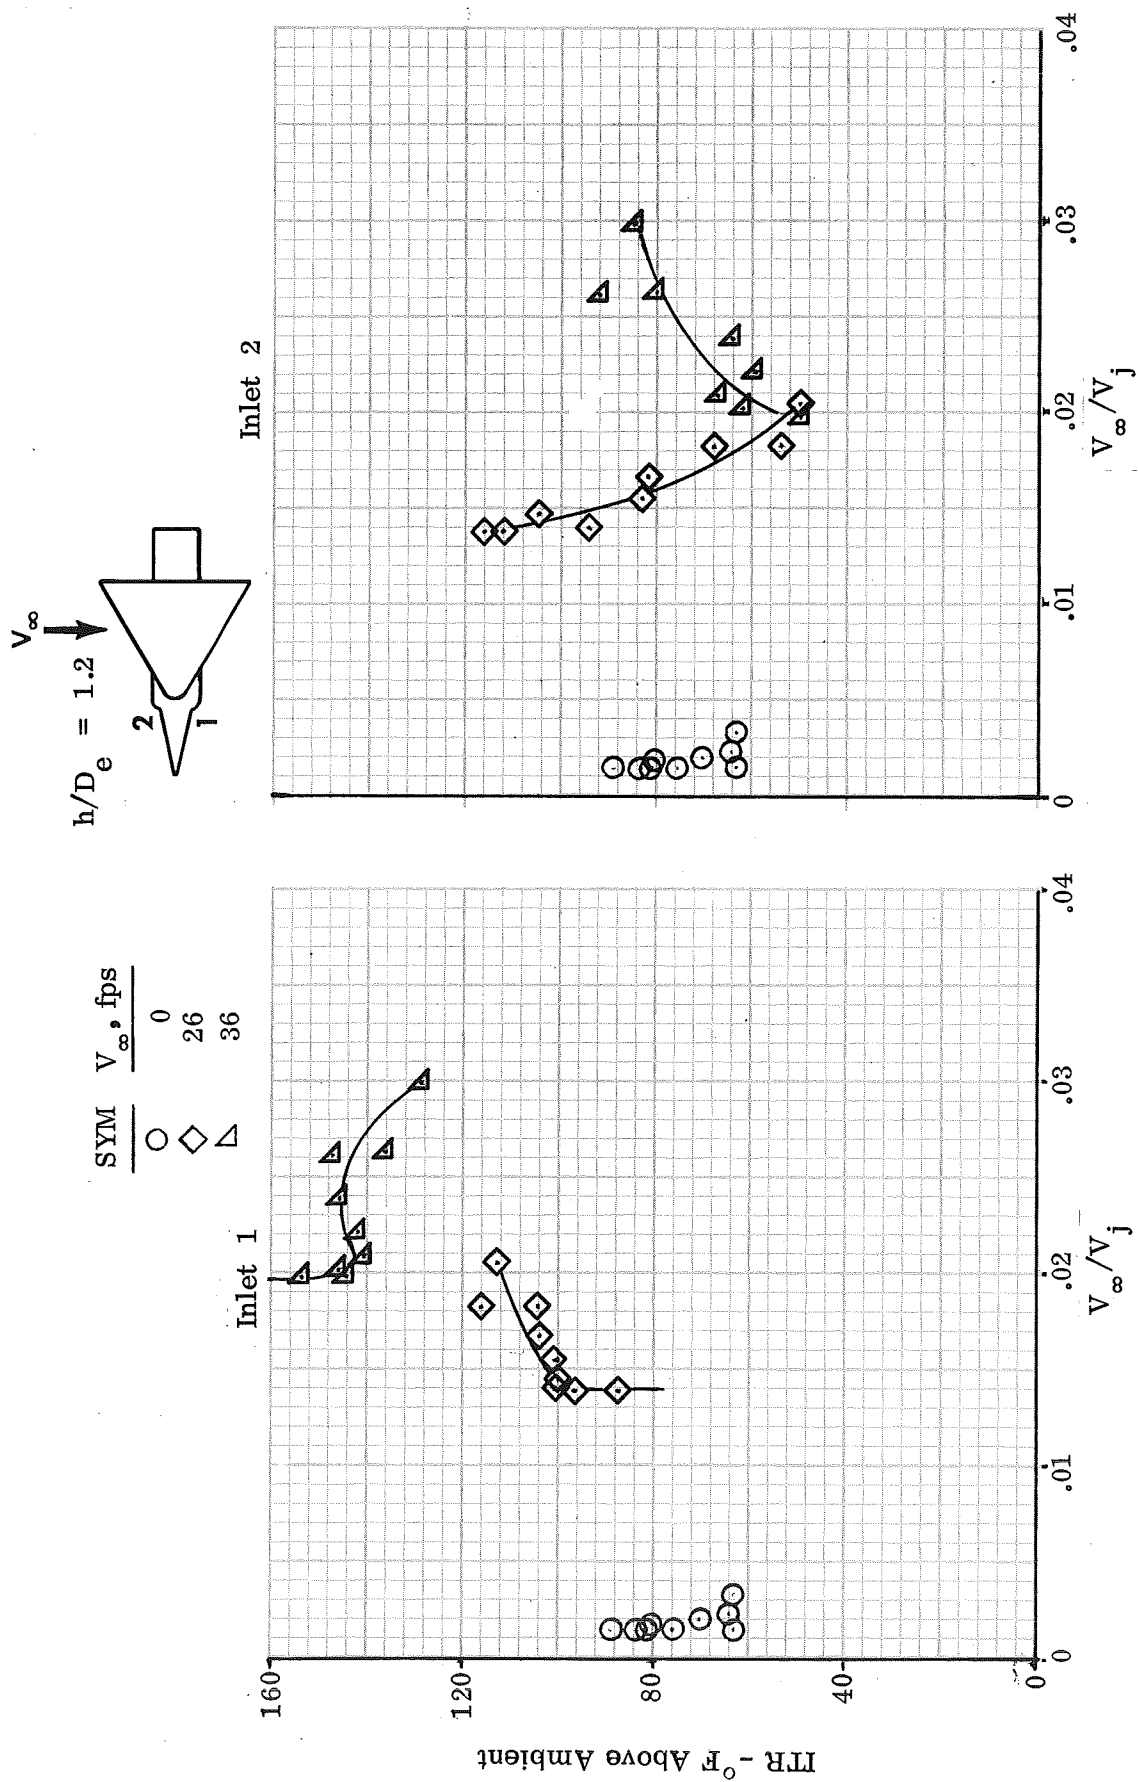 V∞
h/De = 1.2
2
1
SYM V∞, fps
0
26
36
Inlet 1
Inlet 2
ITR - °F Above Ambient
160
120
80
40
0
0 .01 .02 .03 .04
V∞/Vj
0 .01 .02 .03 .04
V∞/Vj